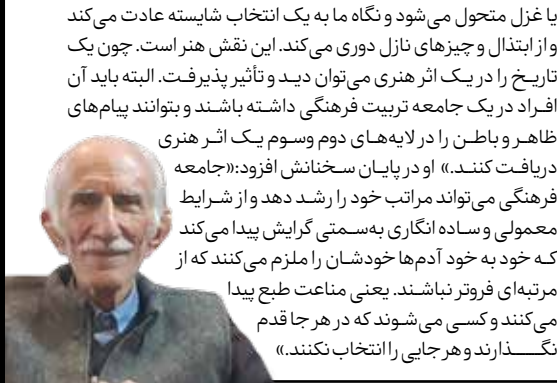 یا غزل متحول می‌شود و نگاه ما به یک انتخاب شایسته عادت می‌کند
و از ابتذال و چیزهای نازل دوری می‌کند. این نقش هنر است. چون یک
تاریخ را در یک اثر هنری می‌توان دید و تأثیر پذیرفت. البته باید آن
افراد در یک جامعه تربیت فرهنگی داشته باشند و بتوانند پیام‌های
ظاهر و باطن را در لایه‌های دوم وسوم یک اثر هنری
دریافت کنند.» او در پایان سخنانش افزود:«جامعه
فرهنگی می‌تواند مراتب خود را رشد دهد و از شرایط
معمولی و ساده انگاری به‌سمتی گرایش پیدا می‌کند
که خود به خود آدم‌ها خودشان را ملزم می‌کنند که از
مرتبه‌ای فروتر نباشند. یعنی مناعت طبع پیدا
می‌کنند و کسی می‌شوند که در هر جا قدم
نگذارند و هر جایی را انتخاب نکنند.»